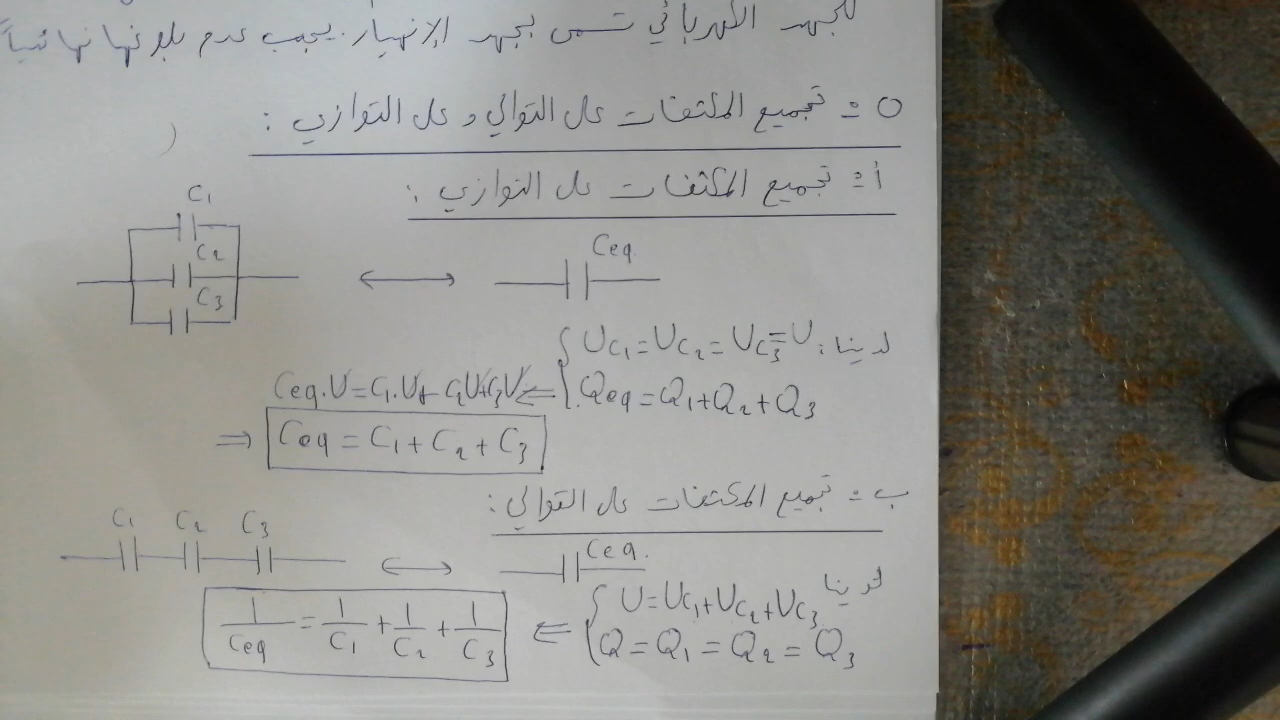 للجهد الكهربائي تسمى بجهد الإنهيار. يجب عدم بلوغها نهائياً
5 =: تجميع المكثفات على التوالي و على التوازي :
أ =: تجميع المكثفات على التوازي :
C1
C2
C3
⟷
Ceq
لدينا: { UC1 = UC2 = UC3 = U
Qeq = Q1 + Q2 + Q3
⇐ Ceq.U = C1.U + C2U + C3U
⇒ Ceq = C1 + C2 + C3
ب =: تجميع المكثفات على التوالي :
C1 C2 C3
⟷
Ceq.
لدينا { U = UC1 + UC2 + UC3
Q = Q1 = Q2 = Q3
⇐ 1/Ceq = 1/C1 + 1/C2 + 1/C3